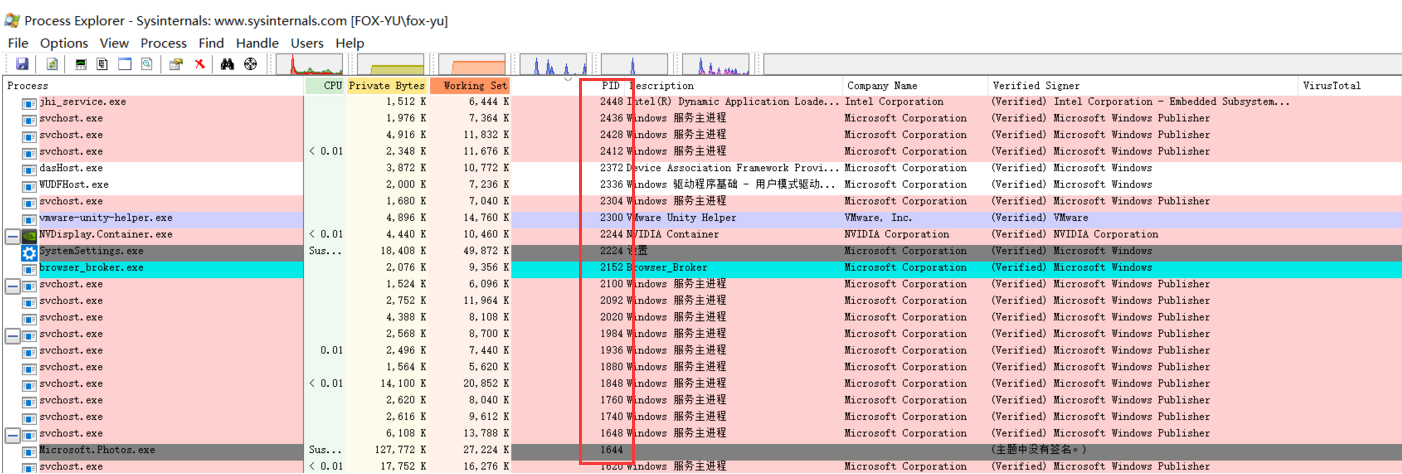 Process Explorer - Sysinternals: www.sysinternals.com [FOX-YU\fox-yu]
File Options View Process Find Handle Users Help
Process CPU Private Bytes Working Set PID Description Company Name Verified Signer VirusTotal
jhi_service.exe 1,512 K 6,444 K 2448 Intel(R) Dynamic Application Loade... Intel Corporation (Verified) Intel Corporation - Embedded Subsystem...
svchost.exe 1,976 K 7,364 K 2436 Windows 服务主进程 Microsoft Corporation (Verified) Microsoft Windows Publisher
svchost.exe 4,916 K 11,832 K 2428 Windows 服务主进程 Microsoft Corporation (Verified) Microsoft Windows Publisher
svchost.exe < 0.01 2,348 K 11,676 K 2412 Windows 服务主进程 Microsoft Corporation (Verified) Microsoft Windows Publisher
dasHost.exe 3,872 K 10,772 K 2372 Device Association Framework Provi... Microsoft Corporation (Verified) Microsoft Windows
WUDFHost.exe 2,000 K 7,236 K 2336 Windows 驱动程序基础 - 用户模式驱动... Microsoft Corporation (Verified) Microsoft Windows
svchost.exe 1,680 K 7,040 K 2304 Windows 服务主进程 Microsoft Corporation (Verified) Microsoft Windows Publisher
vmware-unity-helper.exe 4,896 K 14,760 K 2300 VMware Unity Helper VMware, Inc. (Verified) VMware
NVDisplay.Container.exe < 0.01 4,440 K 10,460 K 2244 NVIDIA Container NVIDIA Corporation (Verified) NVIDIA Corporation
SystemSettings.exe Sus... 18,408 K 49,872 K 2224 设置 Microsoft Corporation (Verified) Microsoft Windows
browser_broker.exe 2,076 K 9,356 K 2152 Browser_Broker Microsoft Corporation (Verified) Microsoft Windows
svchost.exe 1,524 K 6,096 K 2100 Windows 服务主进程 Microsoft Corporation (Verified) Microsoft Windows Publisher
svchost.exe 2,752 K 11,964 K 2092 Windows 服务主进程 Microsoft Corporation (Verified) Microsoft Windows Publisher
svchost.exe 4,388 K 8,108 K 2020 Windows 服务主进程 Microsoft Corporation (Verified) Microsoft Windows Publisher
svchost.exe 2,568 K 8,700 K 1984 Windows 服务主进程 Microsoft Corporation (Verified) Microsoft Windows Publisher
svchost.exe 0.01 2,496 K 7,440 K 1936 Windows 服务主进程 Microsoft Corporation (Verified) Microsoft Windows Publisher
svchost.exe 1,564 K 5,620 K 1880 Windows 服务主进程 Microsoft Corporation (Verified) Microsoft Windows Publisher
svchost.exe < 0.01 14,100 K 20,852 K 1848 Windows 服务主进程 Microsoft Corporation (Verified) Microsoft Windows Publisher
svchost.exe 2,620 K 8,040 K 1760 Windows 服务主进程 Microsoft Corporation (Verified) Microsoft Windows Publisher
svchost.exe 2,616 K 9,612 K 1740 Windows 服务主进程 Microsoft Corporation (Verified) Microsoft Windows Publisher
svchost.exe 6,108 K 13,788 K 1648 Windows 服务主进程 Microsoft Corporation (Verified) Microsoft Windows Publisher
Microsoft.Photos.exe Sus... 127,772 K 27,224 K 1644 (主题中没有签名。)
svchost.exe < 0.01 17,752 K 16,276 K 1620 Windows 服务主进程 Microsoft Corporation (Verified) Microsoft Windows Publisher